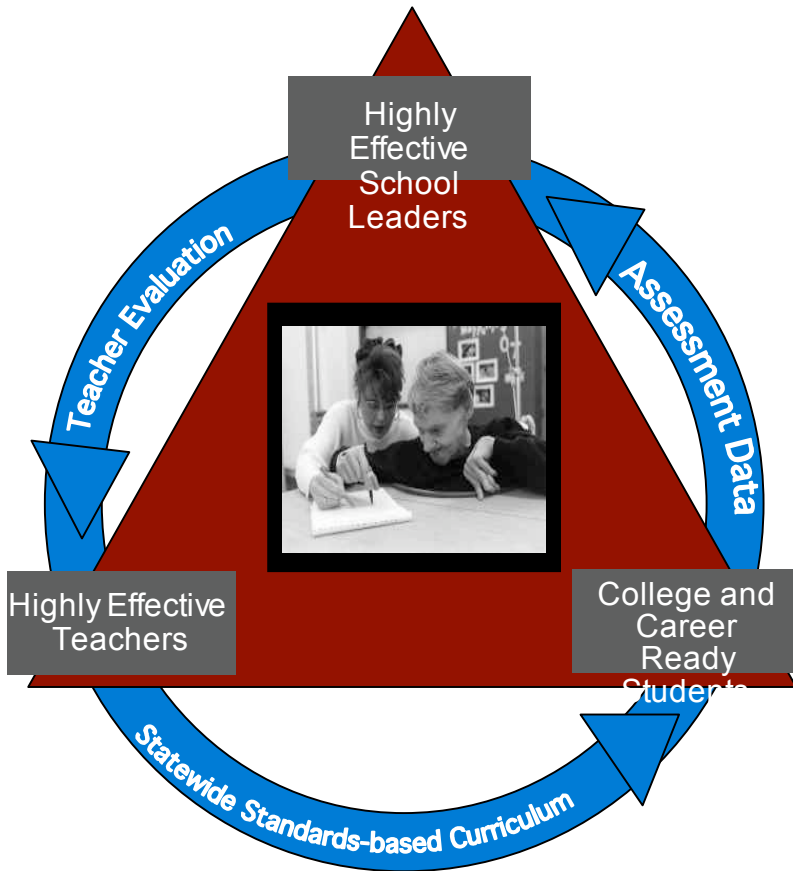 Highly
Effective
School
Leaders
Teacher Evaluation
Assessment Data
Highly Effective
Teachers
College and
Career
Ready
Students
Statewide Standards-based Curriculum